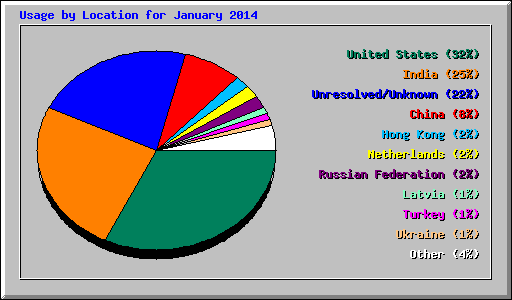 Usage by Location for January 2014
United States (32%)
India (25%)
Unresolved/Unknown (22%)
China (8%)
Hong Kong (2%)
Netherlands (2%)
Russian Federation (2%)
Latvia (1%)
Turkey (1%)
Ukraine (1%)
Other (4%)